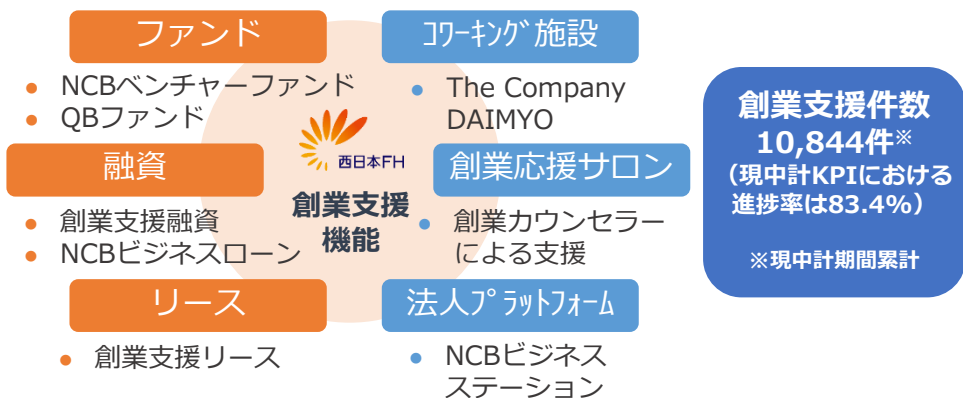 ファンド
● NCBベンチャーファンド
● QBファンド
融資
● 創業支援融資
● NCBビジネスローン
リース
● 創業支援リース
西日本FH
創業支援
機能
ｺﾜｰｷﾝｸﾞ施設
● The Company
DAIMYO
創業応援サロン
● 創業カウンセラー
による支援
法人ﾌﾟﾗｯﾄﾌｫｰﾑ
● NCBビジネス
ステーション
創業支援件数
10,844件※
（現中計KPIにおける
進捗率は83.4%）
※現中計期間累計